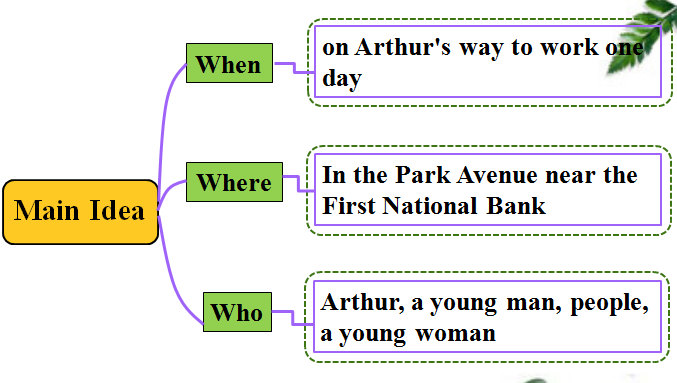 Main Idea
When
on Arthur's way to work one
day
Where
In the Park Avenue near the
First National Bank
Who
Arthur, a young man, people,
a young woman